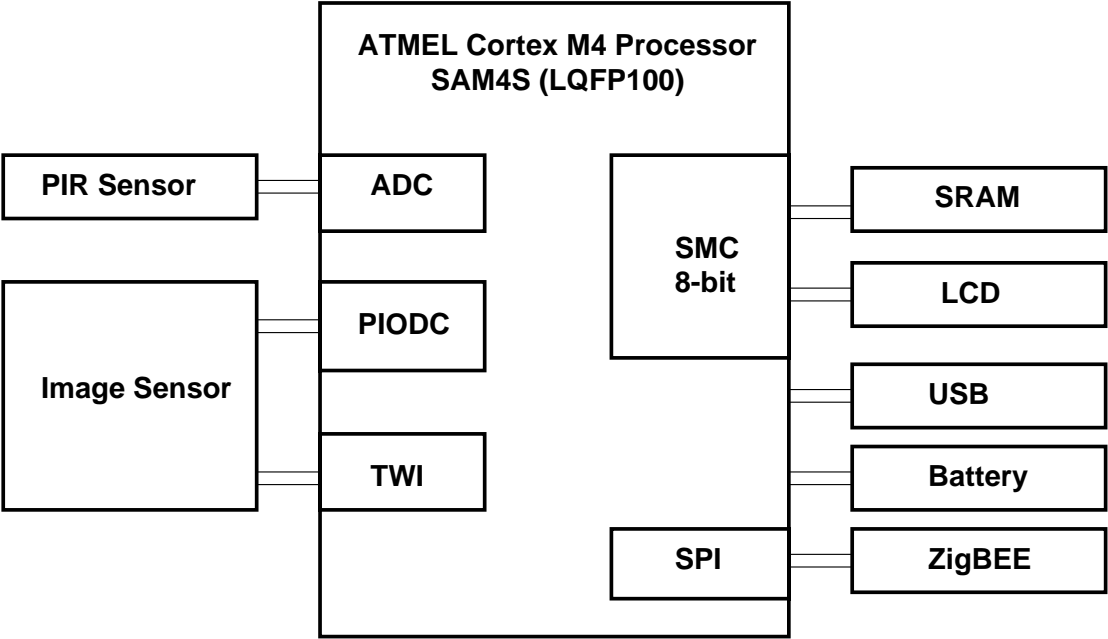 ATMEL Cortex M4 Processor
SAM4S (LQFP100)
PIR Sensor
ADC
Image Sensor
PIODC
TWI
SMC
8-bit
SPI
SRAM
LCD
USB
Battery
ZigBEE